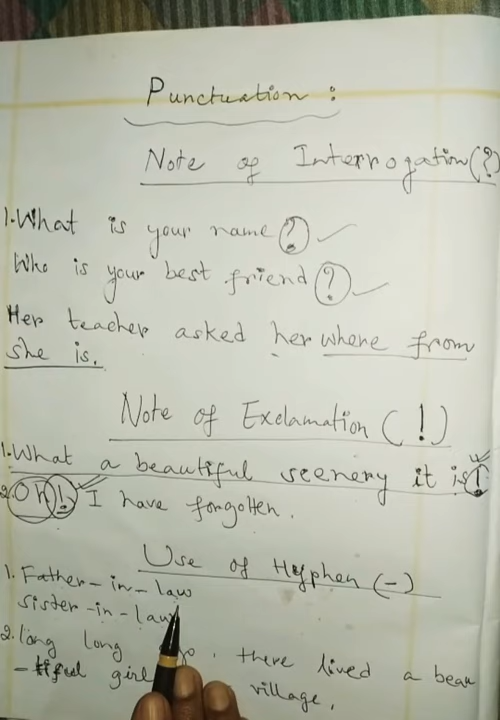 Punctuation :
Note of Interrogation (?)
1. What is your name ?
Who is your best friend ?
Her teacher asked her where from
she is.
Note of Exclamation ( ! )
1. What a beautiful scenery it is !
2. Oh ! I have forgotten.
Use of Hyphen (-)
1. Father-in-law
sister-in-law
2. long long ago, there lived a beau
-tiful girl village.